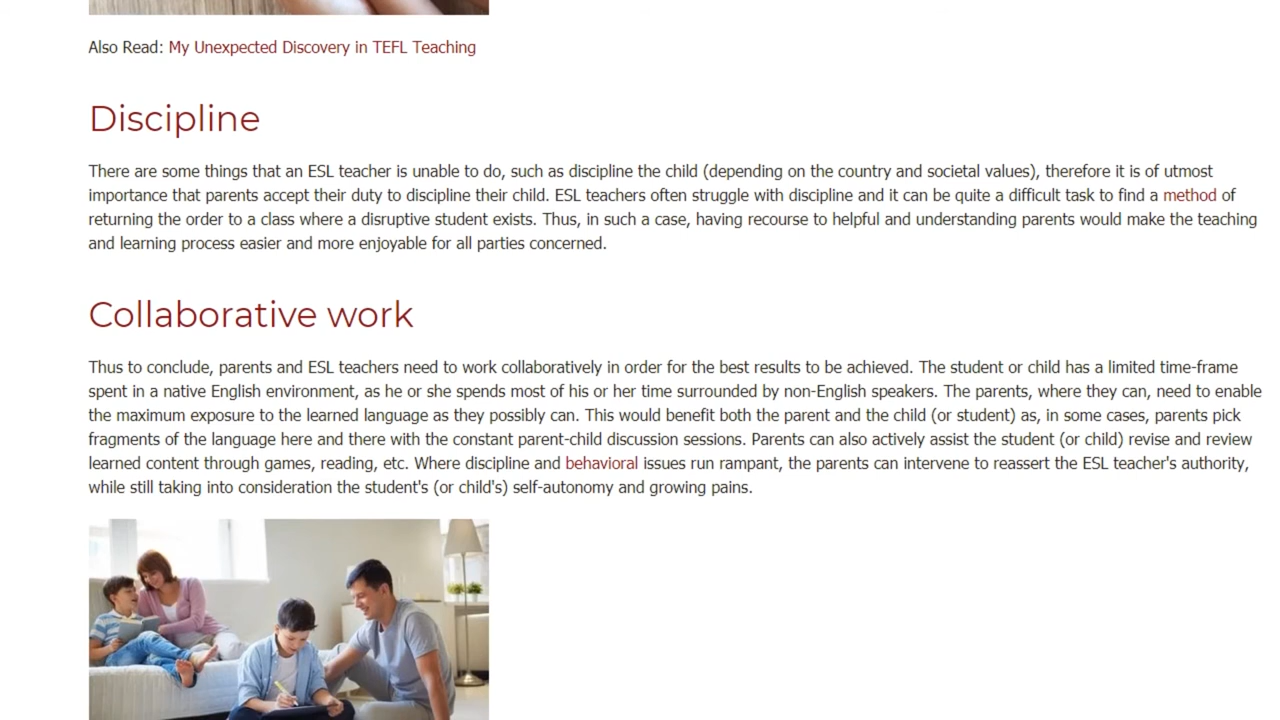 Also Read: My Unexpected Discovery in TEFL Teaching
Discipline
There are some things that an ESL teacher is unable to do, such as discipline the child (depending on the country and societal values), therefore it is of utmost
importance that parents accept their duty to discipline their child. ESL teachers often struggle with discipline and it can be quite a difficult task to find a method of
returning the order to a class where a disruptive student exists. Thus, in such a case, having recourse to helpful and understanding parents would make the teaching
and learning process easier and more enjoyable for all parties concerned.
Collaborative work
Thus to conclude, parents and ESL teachers need to work collaboratively in order for the best results to be achieved. The student or child has a limited time-frame
spent in a native English environment, as he or she spends most of his or her time surrounded by non-English speakers. The parents, where they can, need to enable
the maximum exposure to the learned language as they possibly can. This would benefit both the parent and the child (or student) as, in some cases, parents pick
fragments of the language here and there with the constant parent-child discussion sessions. Parents can also actively assist the student (or child) revise and review
learned content through games, reading, etc. Where discipline and behavioral issues run rampant, the parents can intervene to reassert the ESL teacher's authority,
while still taking into consideration the student's (or child's) self-autonomy and growing pains.